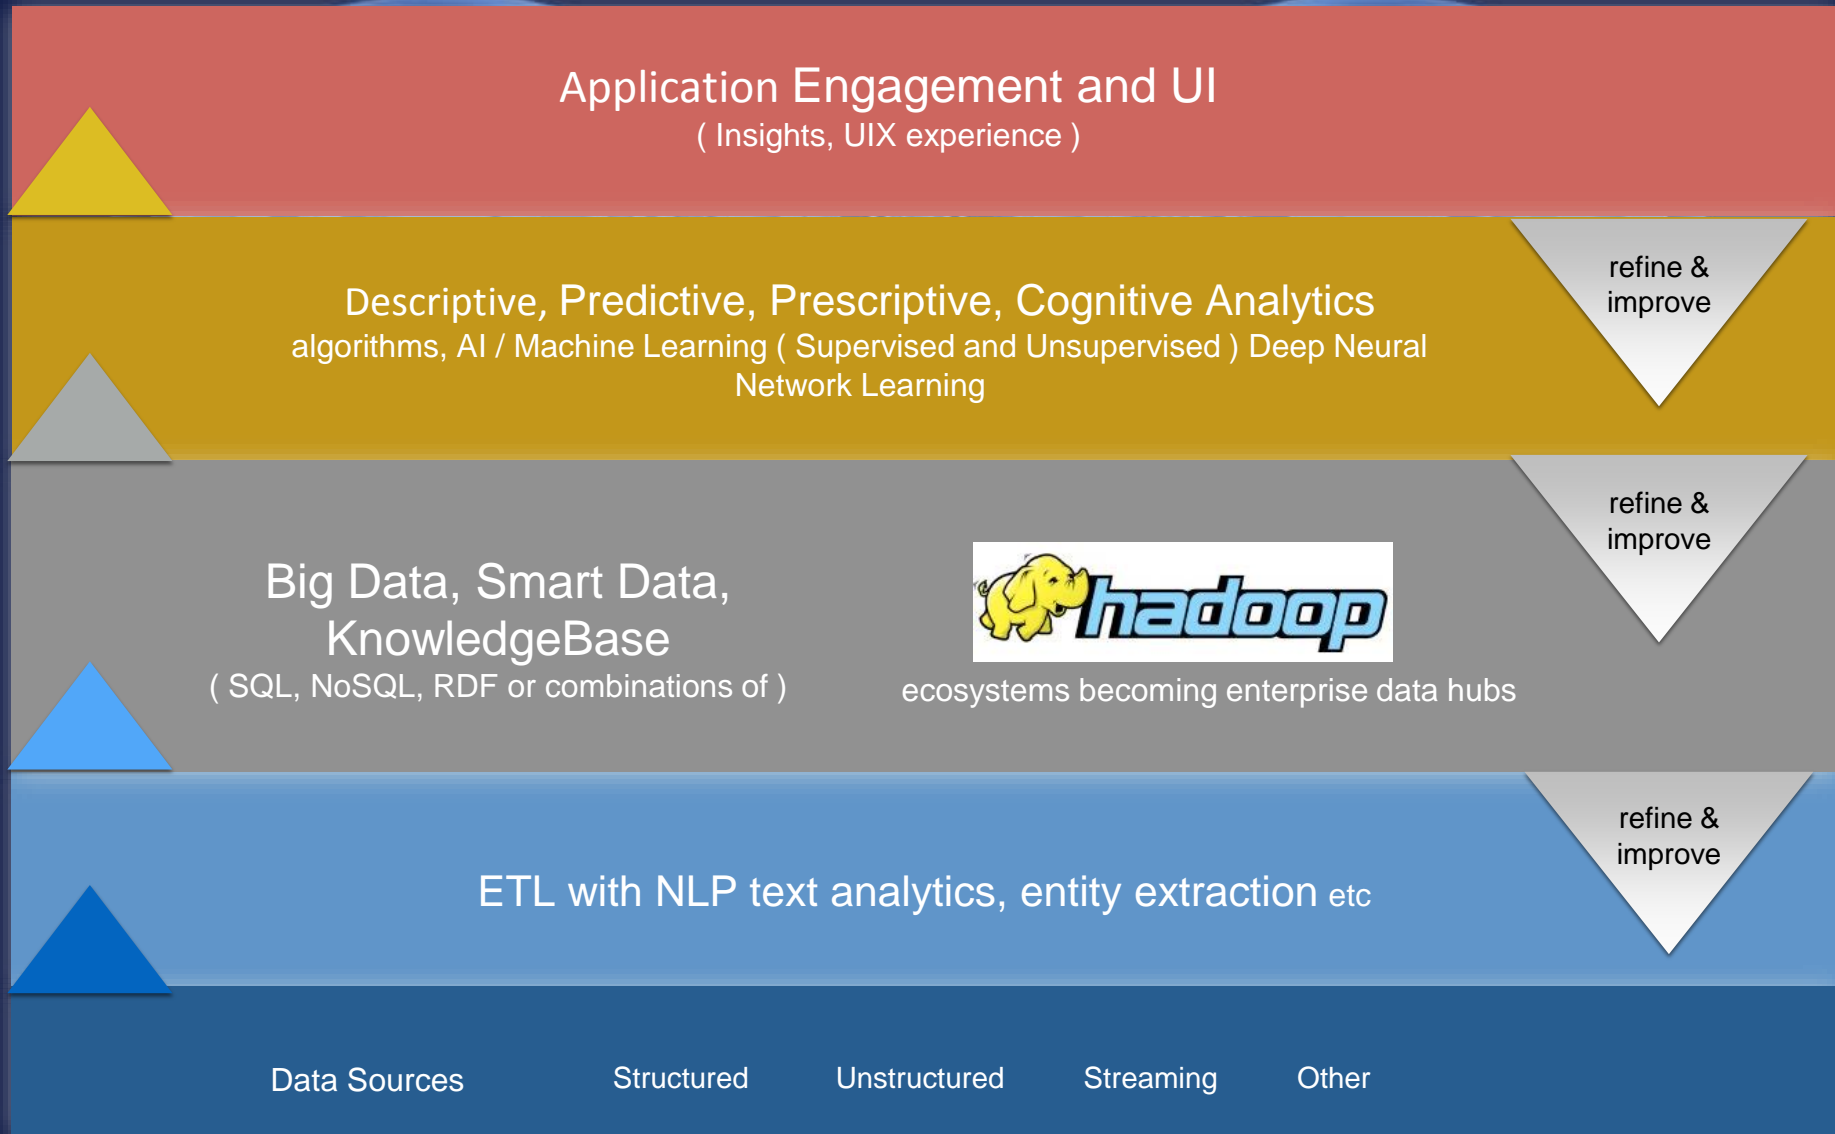 Application Engagement and UI
( Insights, UIX experience )
refine &
improve
Descriptive, Predictive, Prescriptive, Cognitive Analytics
algorithms, AI / Machine Learning ( Supervised and Unsupervised ) Deep Neural
Network Learning
refine &
improve
Big Data, Smart Data,
KnowledgeBase
( SQL, NoSQL, RDF or combinations of )
hadoop
ecosystems becoming enterprise data hubs
refine &
improve
ETL with NLP text analytics, entity extraction etc
Data Sources Structured Unstructured Streaming Other